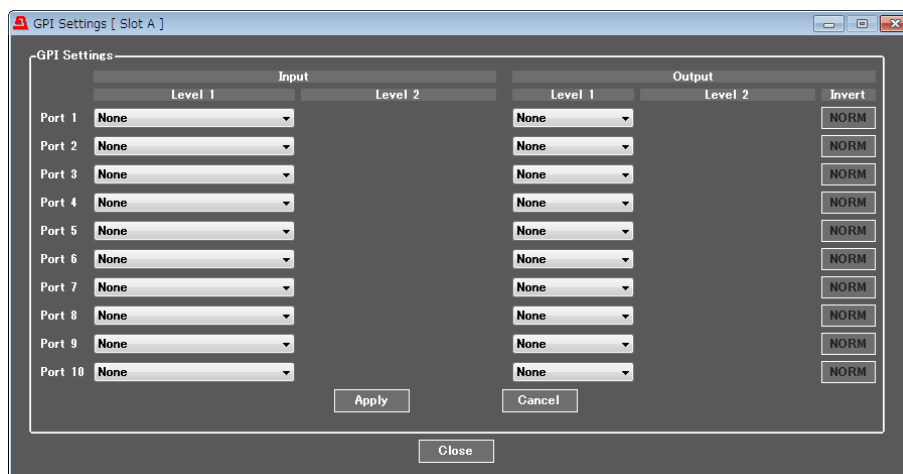 GPI Settings [ Slot A ]
GPI Settings
Input Output
Level 1 Level 2 Level 1 Level 2 Invert
Port 1 None None NORM
Port 2 None None NORM
Port 3 None None NORM
Port 4 None None NORM
Port 5 None None NORM
Port 6 None None NORM
Port 7 None None NORM
Port 8 None None NORM
Port 9 None None NORM
Port 10 None None NORM
Apply Cancel
Close